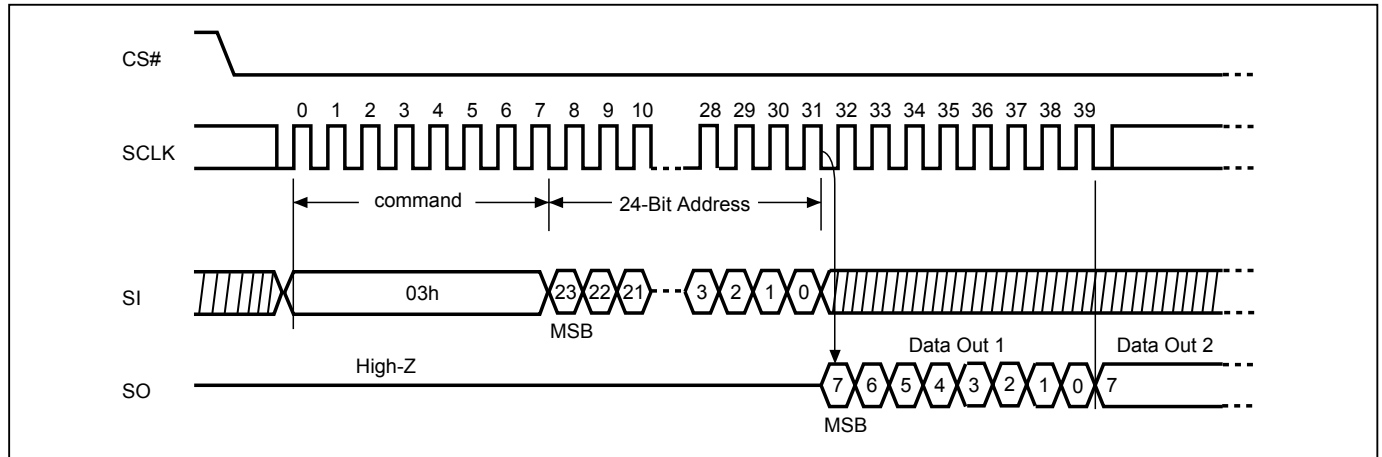 CS#
0 1 2 3 4 5 6 7 8 9 10 28 29 30 31 32 33 34 35 36 37 38 39
SCLK
command 24-Bit Address
SI 03h 23 22 21 3 2 1 0
MSB
High-Z Data Out 1 Data Out 2
SO 7 6 5 4 3 2 1 0 7
MSB